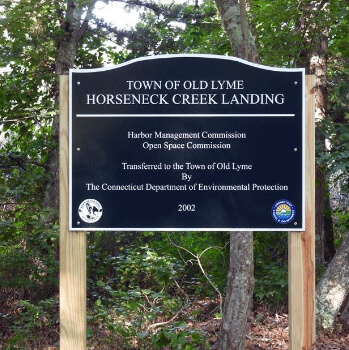 TOWN OF OLD LYME
HORSENECK CREEK LANDING
Harbor Management Commission
Open Space Commission
Transferred to the Town of Old Lyme
By
The Connecticut Department of Environmental Protection
2002